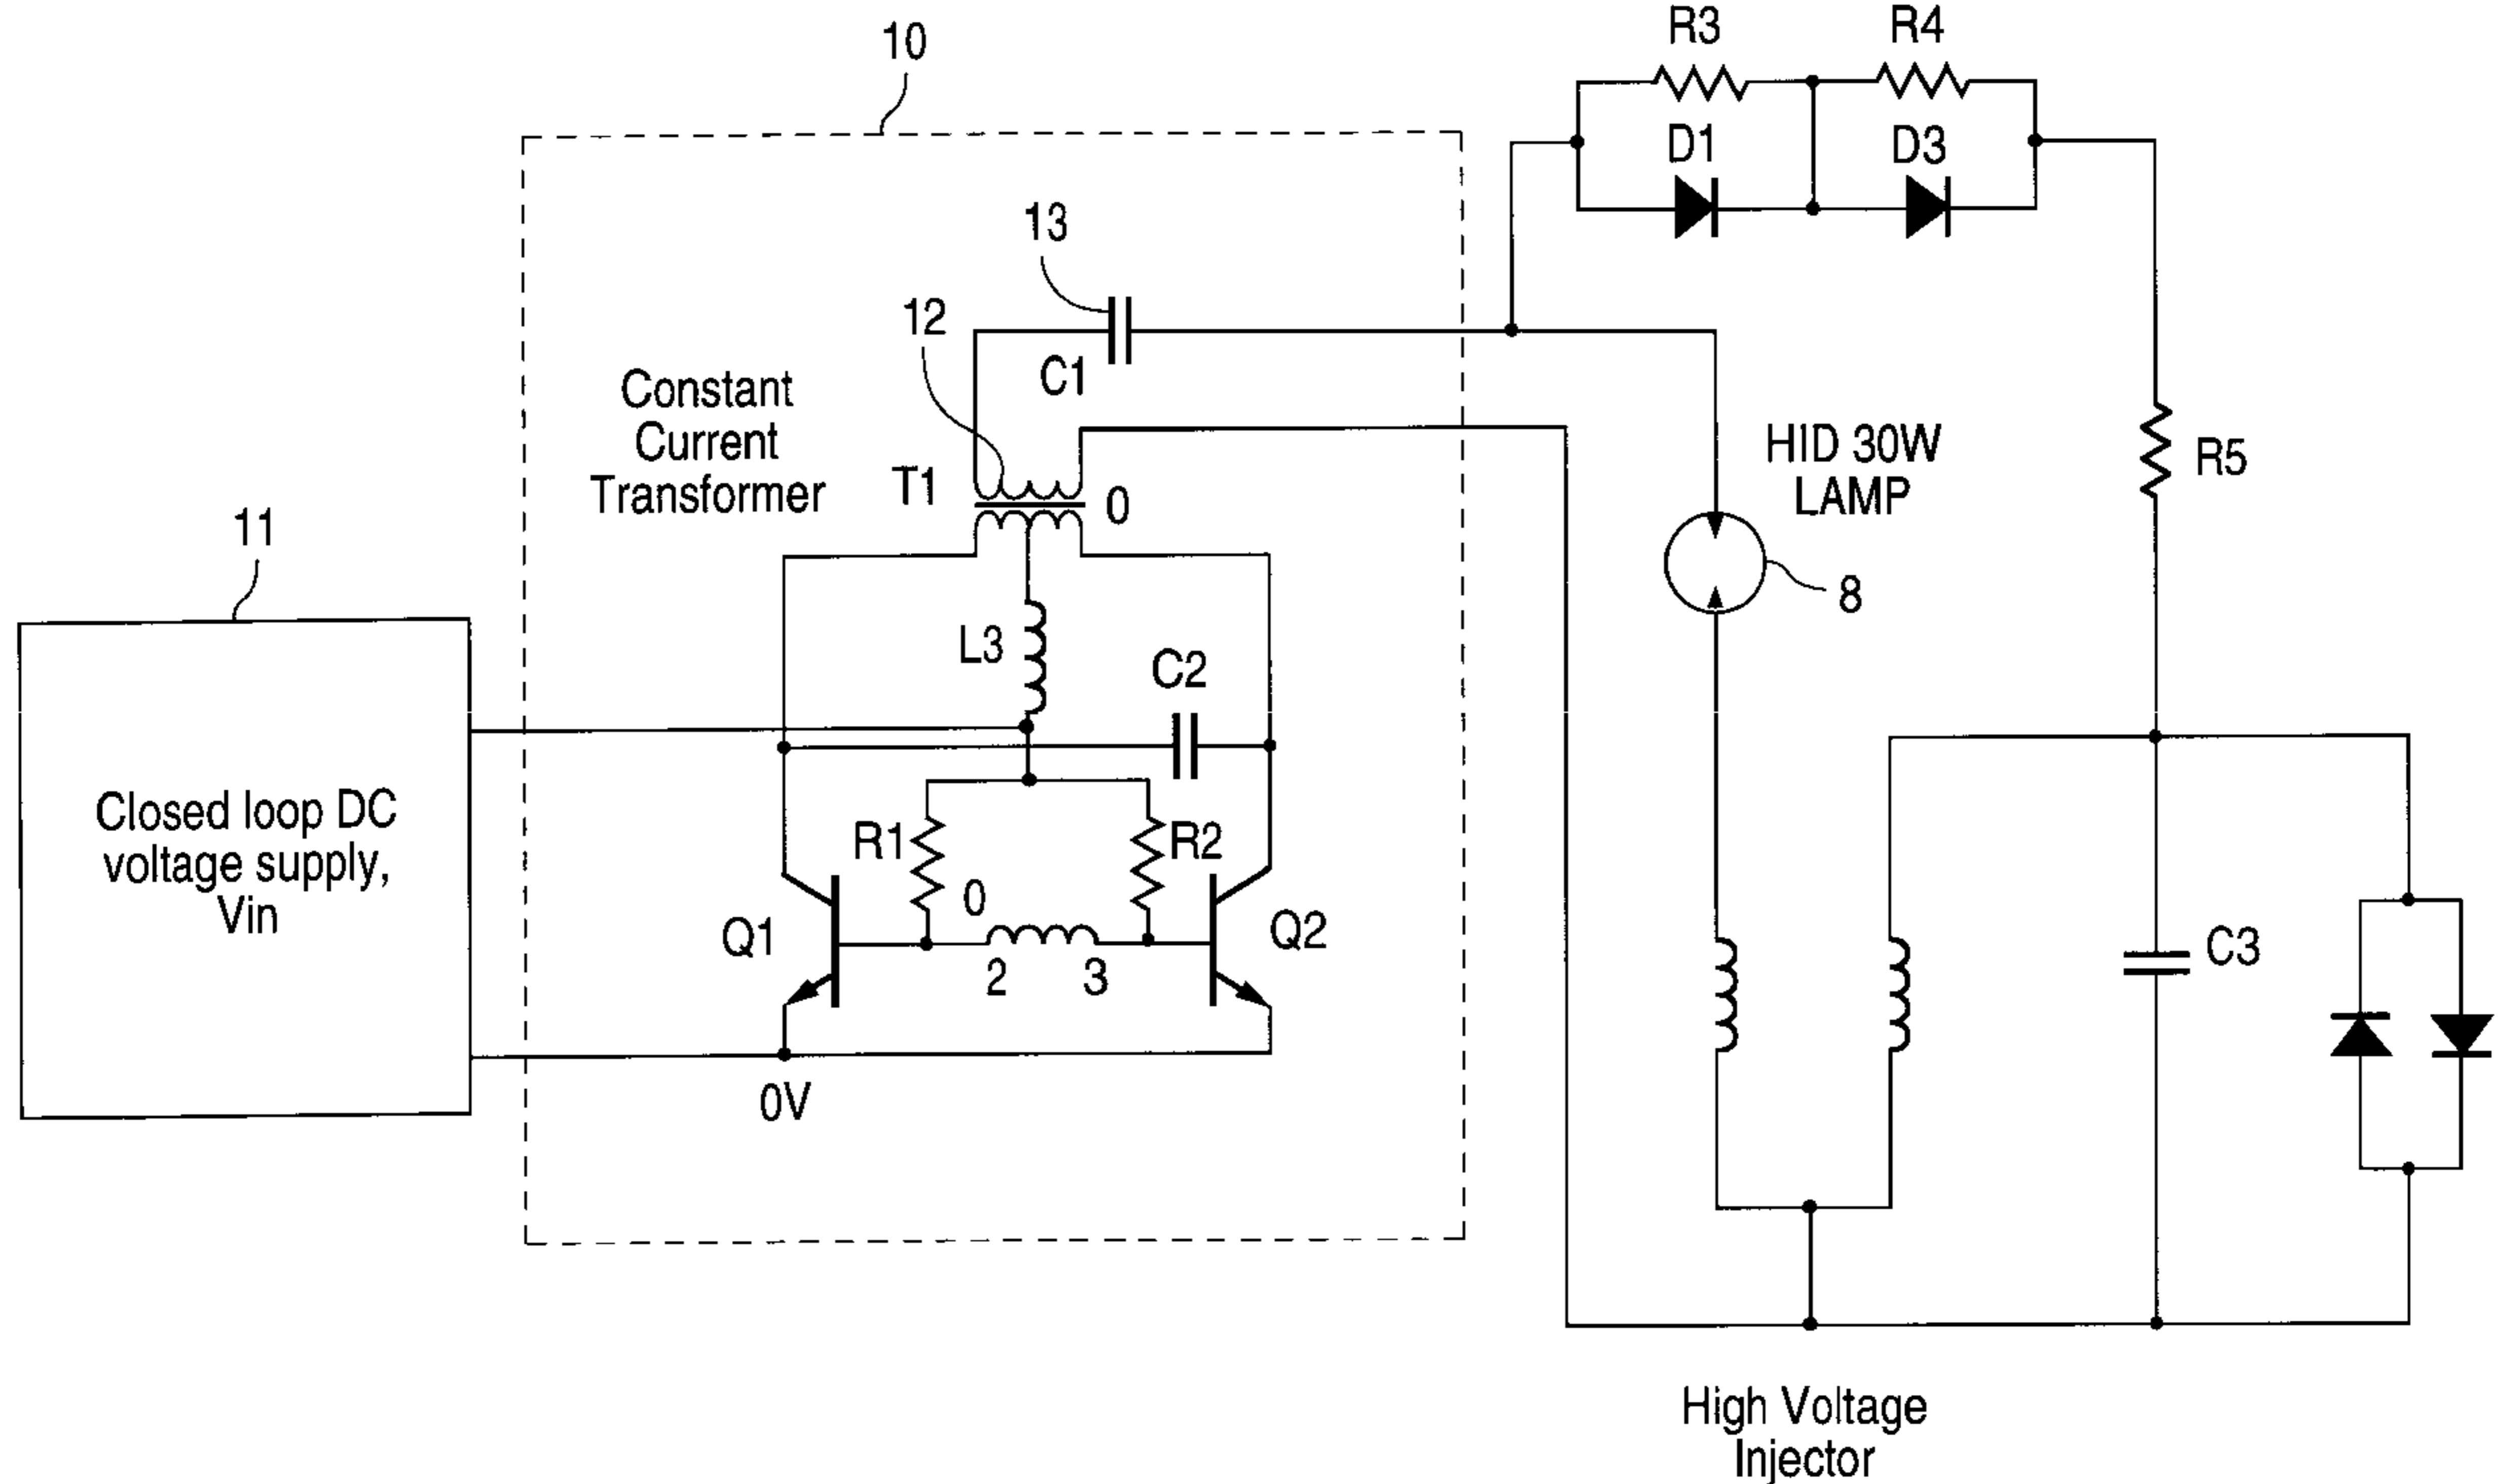 10
R3
R4
D1
D3
13
12
C1
Constant
Current
Transformer
T1
0
HID 30W
LAMP
R5
11
8
L3
C2
Closed loop DC
voltage supply,
Vin
R1
R2
0
Q1
Q2
2
3
C3
0V
High Voltage
Injector